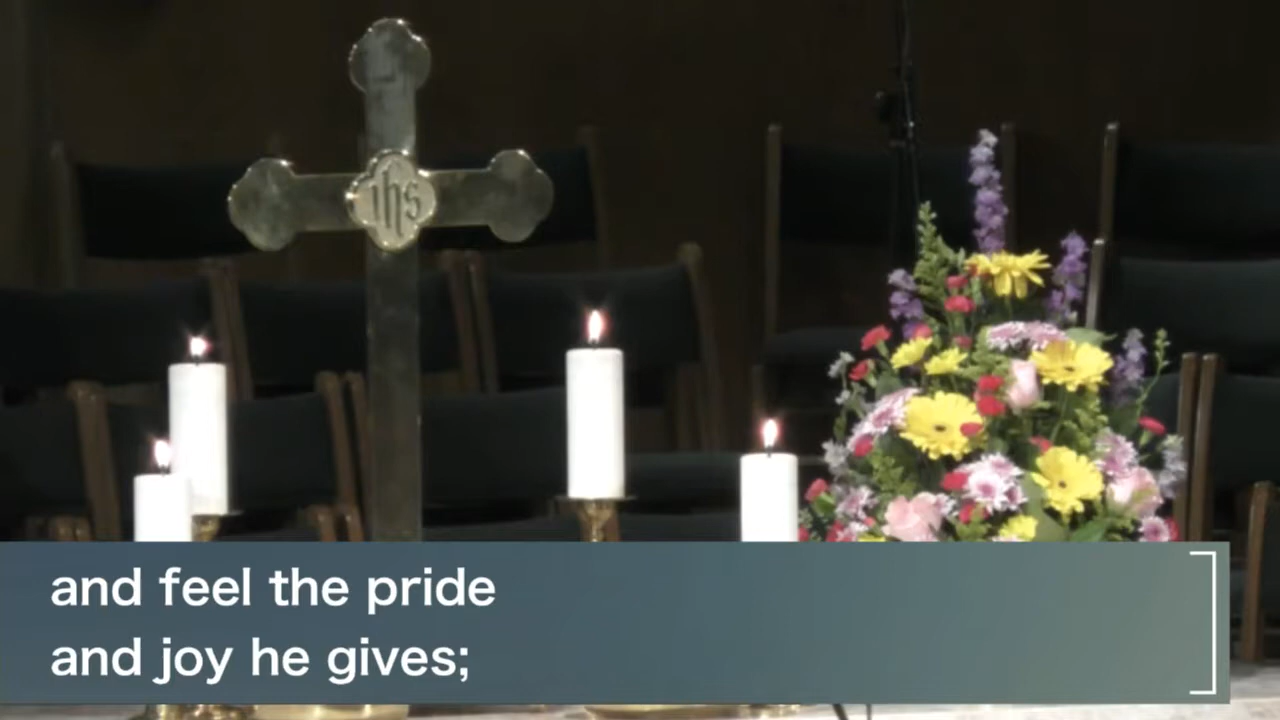 ihs
and feel the pride
and joy he gives;